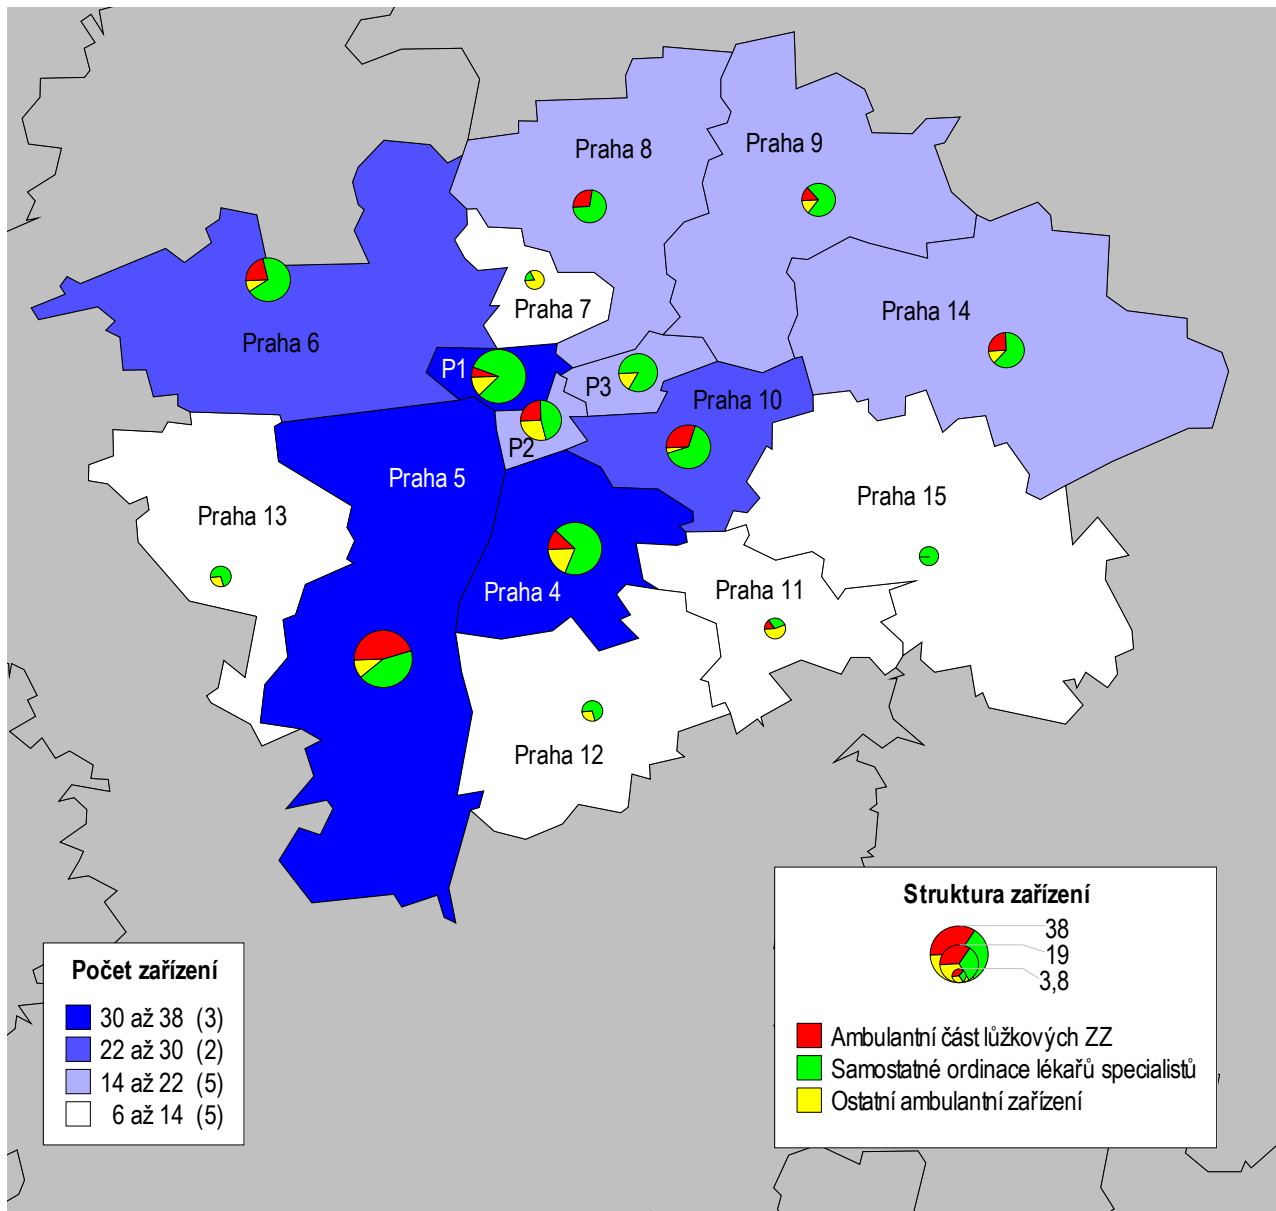 Praha 8
Praha 9
Praha 7
Praha 14
Praha 6
P1
P3
Praha 10
P2
Praha 5
Praha 15
Praha 13
Praha 4
Praha 11
Praha 12
Struktura zařízení
38
19
3,8
Ambulantní část lůžkových ZZ
Samostatné ordinace lékařů specialistů
Ostatní ambulantní zařízení
Počet zařízení
30 až 38 (3)
22 až 30 (2)
14 až 22 (5)
6 až 14 (5)